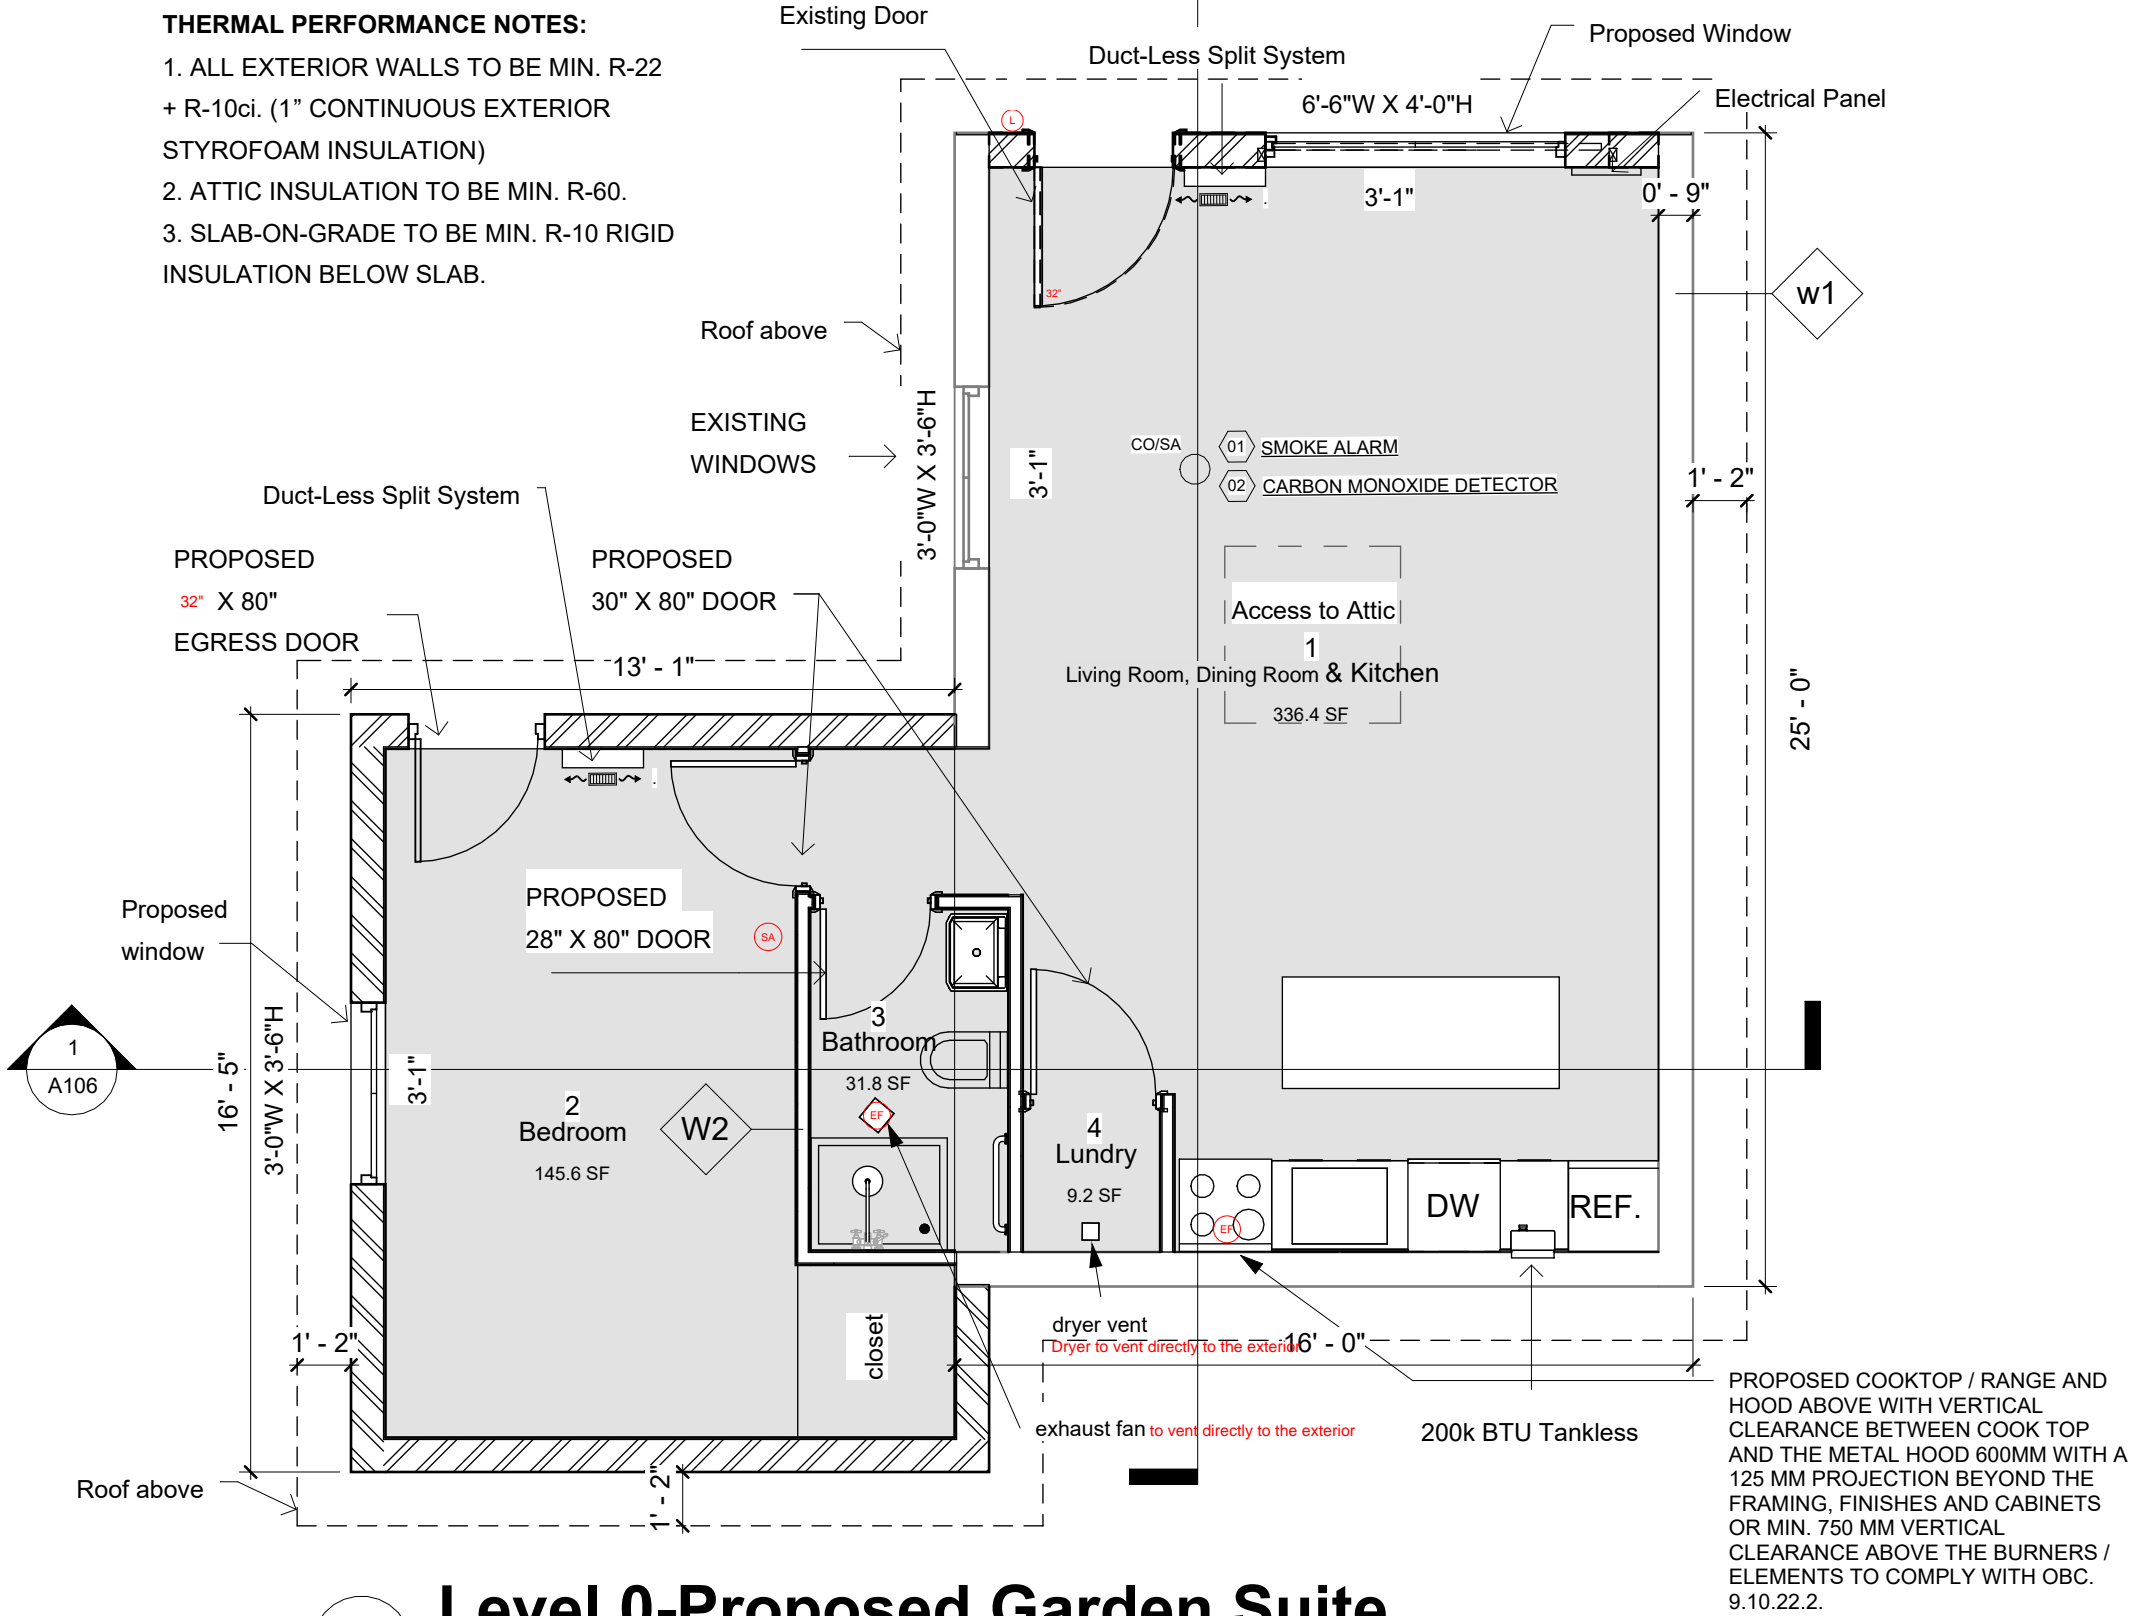 THERMAL PERFORMANCE NOTES:
1. ALL EXTERIOR WALLS TO BE MIN. R-22
+ R-10ci. (1” CONTINUOUS EXTERIOR
STYROFOAM INSULATION)
2. ATTIC INSULATION TO BE MIN. R-60.
3. SLAB-ON-GRADE TO BE MIN. R-10 RIGID
INSULATION BELOW SLAB.
Existing Door
Duct-Less Split System
Proposed Window
6'-6"W X 4'-0"H
Electrical Panel
L
3'-1"
0' - 9"
32"
w1
Roof above
EXISTING
WINDOWS
3'-0"W X 3'-6"H
3'-1"
CO/SA
01 SMOKE ALARM
02 CARBON MONOXIDE DETECTOR
1' - 2"
Duct-Less Split System
PROPOSED
32" X 80"
EGRESS DOOR
PROPOSED
30" X 80" DOOR
13' - 1"
Access to Attic
1
Living Room, Dining Room & Kitchen
336.4 SF
25' - 0"
PROPOSED
28" X 80" DOOR
SA
Proposed
window
1
A106
16' - 5"
3'-0"W X 3'-6"H
3'-1"
3
Bathroom
31.8 SF
EF
2
Bedroom
145.6 SF
W2
4
Lundry
9.2 SF
EF
DW
REF.
closet
1' - 2"
dryer vent
Dryer to vent directly to the exterior
16' - 0"
exhaust fan to vent directly to the exterior
200k BTU Tankless
PROPOSED COOKTOP / RANGE AND
HOOD ABOVE WITH VERTICAL
CLEARANCE BETWEEN COOK TOP
AND THE METAL HOOD 600MM WITH A
125 MM PROJECTION BEYOND THE
FRAMING, FINISHES AND CABINETS
OR MIN. 750 MM VERTICAL
CLEARANCE ABOVE THE BURNERS /
ELEMENTS TO COMPLY WITH OBC.
9.10.22.2.
Roof above
1' - 2"
Level 0-Proposed Garden Suite